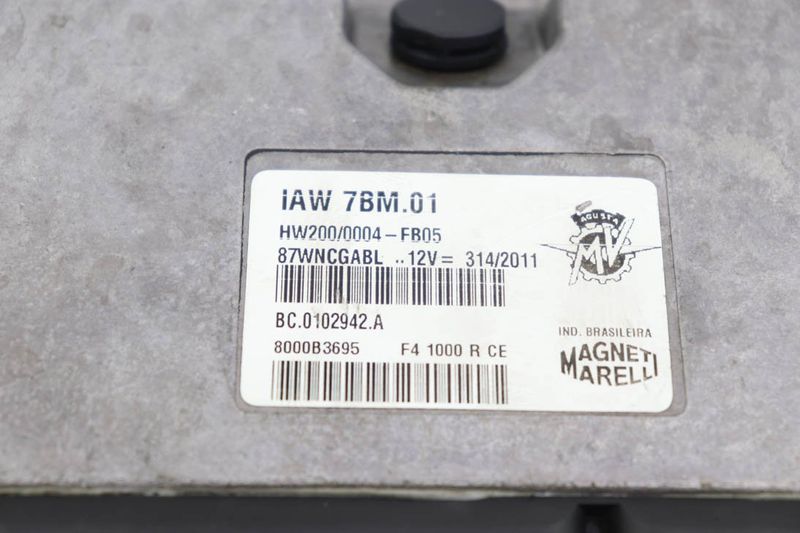 iAW 7BM.01
HW200/0004-FB05
87WNCGABL ..12V= 314/2011
BC.0102942.A
8000B3695 F4 1000 R CE
AGUSTA
MV
IND. BRASILEIRA
MAGNETI
MARELLI